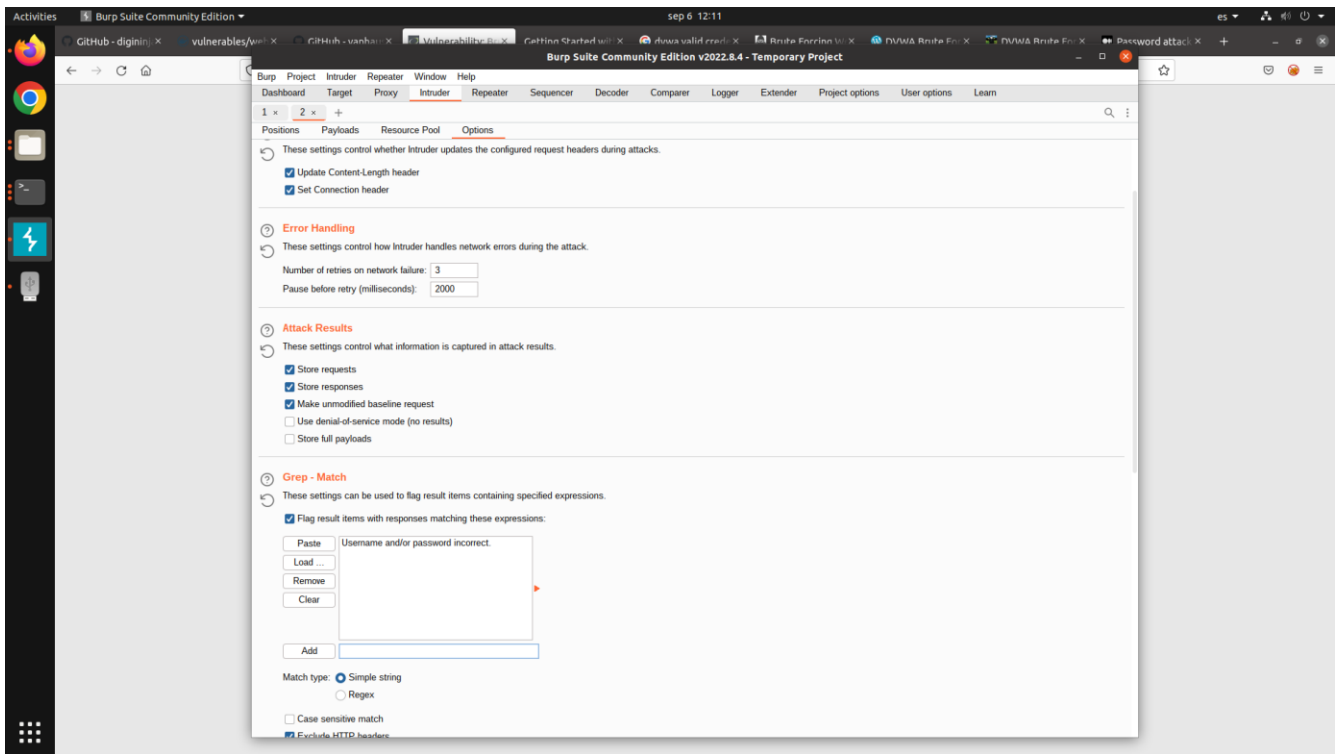 Activities Burp Suite Community Edition sep 6 12:11 es
GitHub - digininj vulnerables/web GitHub - vanhau Vulnerability: Br Getting Started wit dvwa valid cred Brute Forcing DVWA Brute For DVWA Brute For Password attack
Burp Suite Community Edition v2022.8.4 - Temporary Project
Burp Project Intruder Repeater Window Help
Dashboard Target Proxy Intruder Repeater Sequencer Decoder Comparer Logger Extender Project options User options Learn
1 × 2 × +
Positions Payloads Resource Pool Options
These settings control whether Intruder updates the configured request headers during attacks.
Update Content-Length header
Set Connection header
Error Handling
These settings control how Intruder handles network errors during the attack.
Number of retries on network failure: 3
Pause before retry (milliseconds): 2000
Attack Results
These settings control what information is captured in attack results.
Store requests
Store responses
Make unmodified baseline request
Use denial-of-service mode (no results)
Store full payloads
Grep - Match
These settings can be used to flag result items containing specified expressions.
Flag result items with responses matching these expressions:
Paste Username and/or password incorrect.
Load ...
Remove
Clear
Add
Match type: Simple string
Regex
Case sensitive match
Exclude HTTP headers